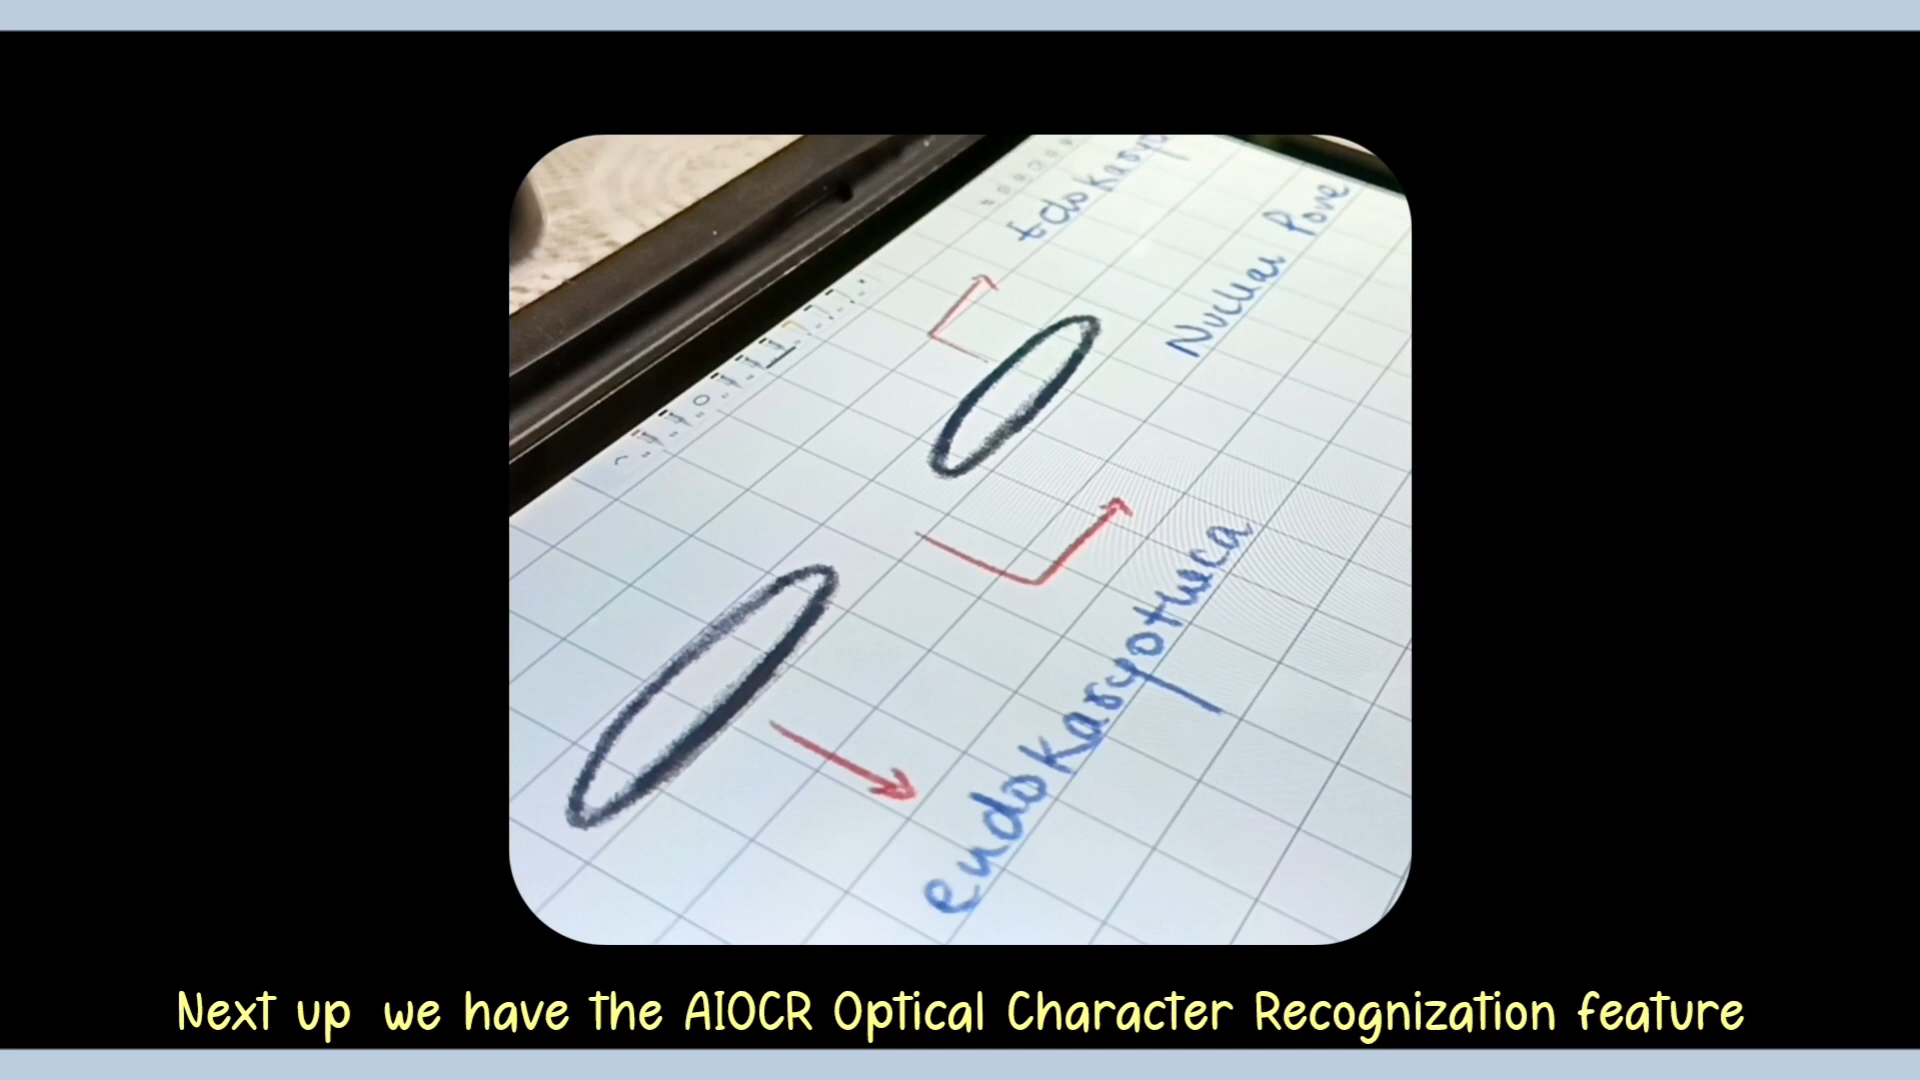 Nuclear Pore
endokaryotheca
Next up we have the AIOCR Optical Character Recognization feature